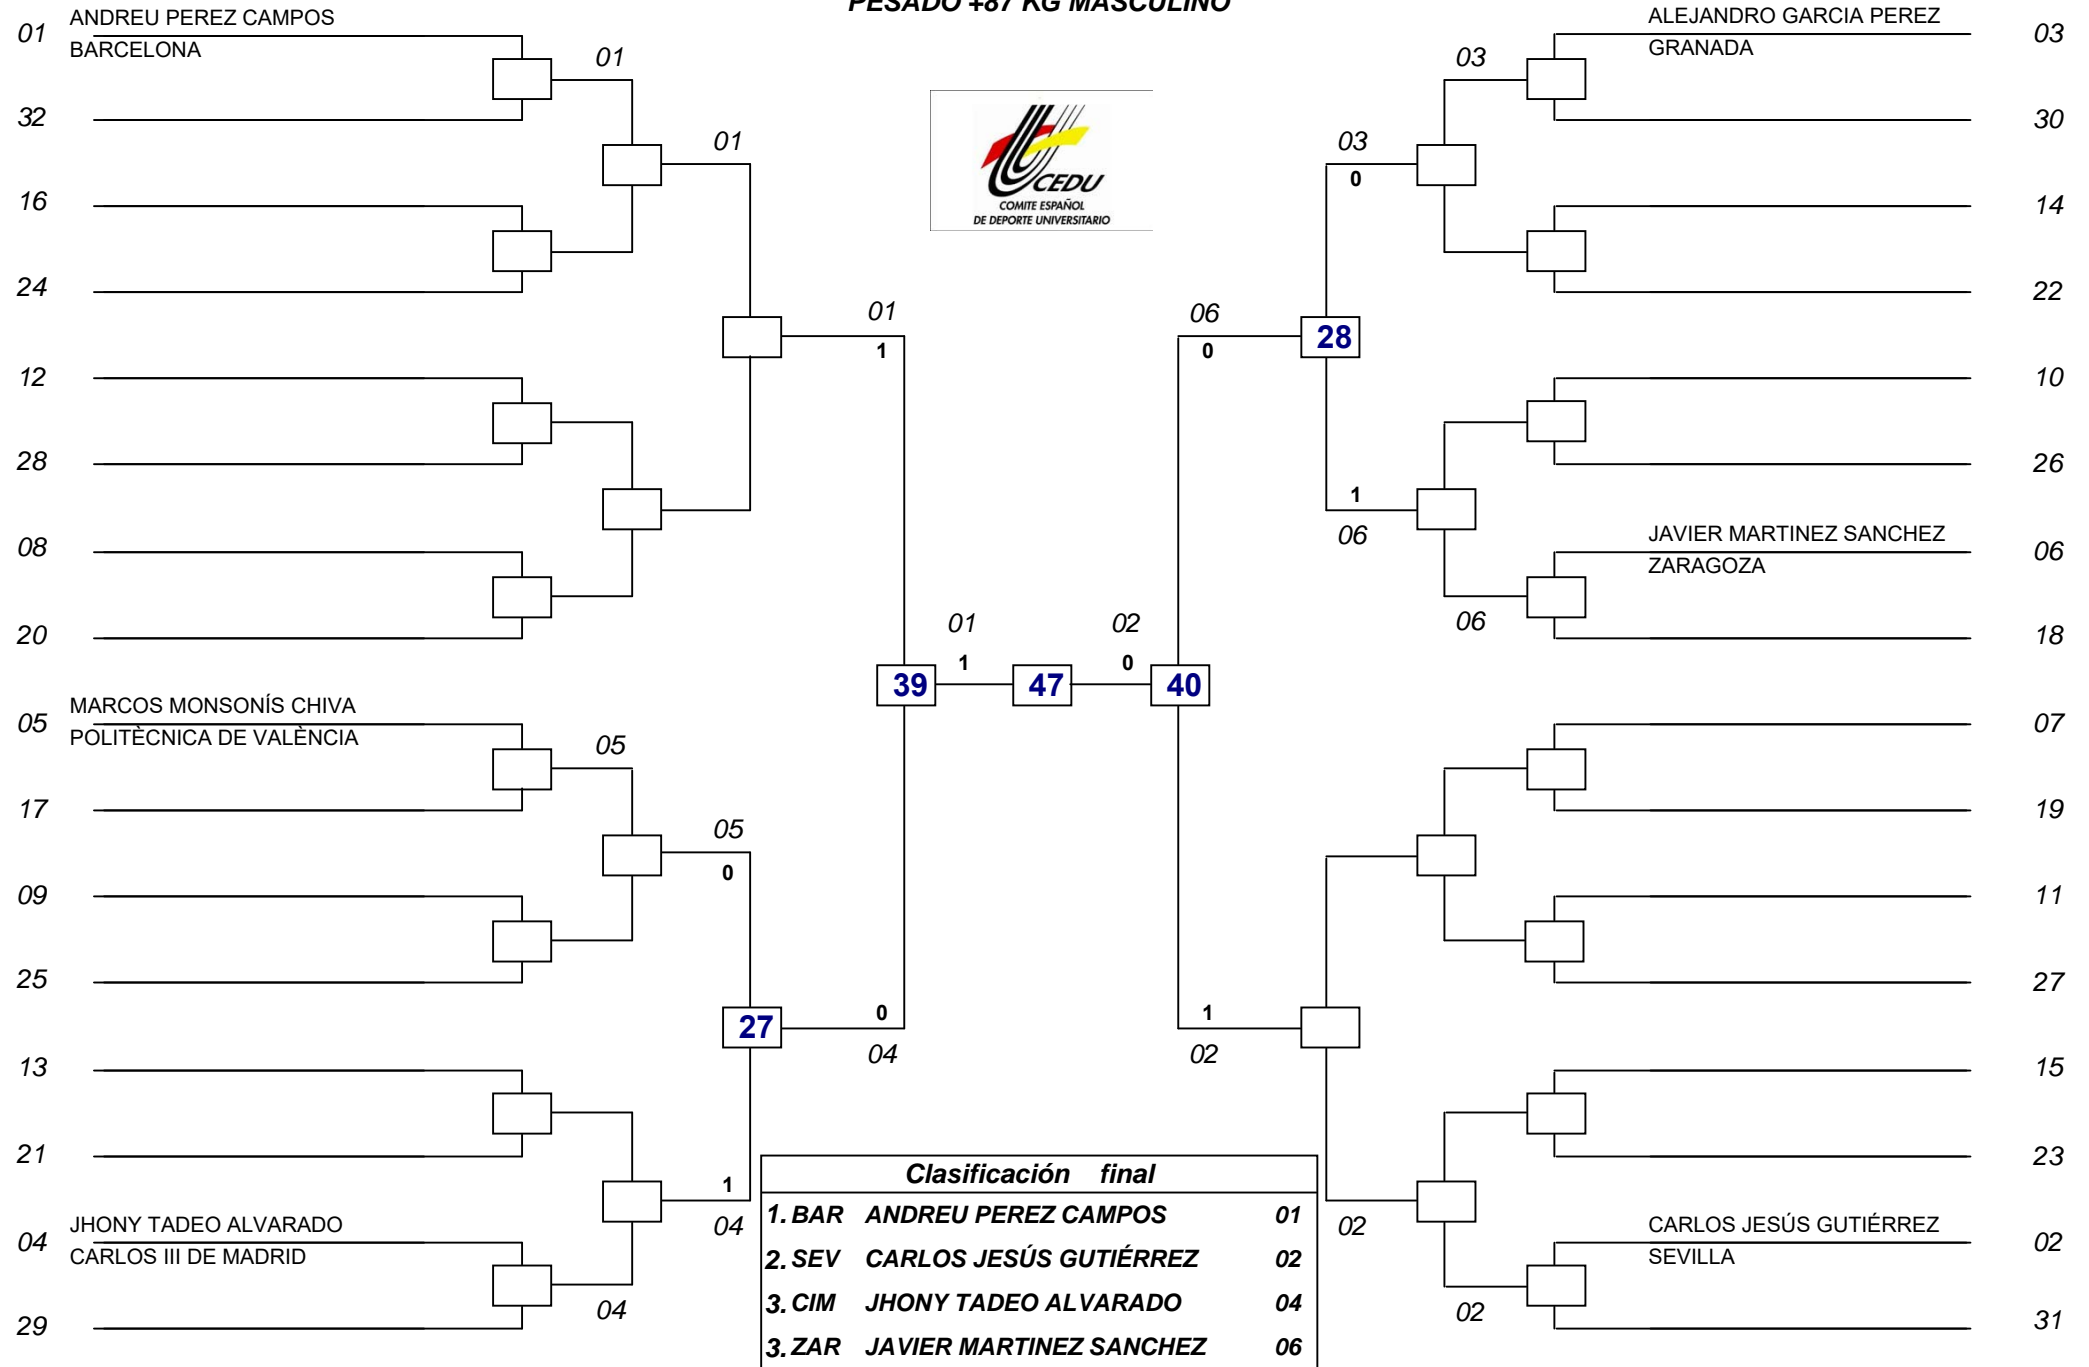 PESADO +87 KG MASCULINO
01 ANDREU PEREZ CAMPOS
BARCELONA
01
32
01
16
24
01
1
12
28
08
20
05 MARCOS MONSONÍS CHIVA
POLITÈCNICA DE VALÈNCIA
05
17
05
0
09
25
27
0
04
13
21
1
04
04 JHONY TADEO ALVARADO
CARLOS III DE MADRID
04
29
CEDU
COMITE ESPAÑOL
DE DEPORTE UNIVERSITARIO
01 02
1 0
39 47 40
ALEJANDRO GARCIA PEREZ 03
GRANADA
03
30
03
0
14
22
06
0
28
10
26
1
06
JAVIER MARTINEZ SANCHEZ 06
ZARAGOZA
06
18
07
19
11
27
1
02
15
23
02
CARLOS JESÚS GUTIÉRREZ 02
SEVILLA
02
31
Clasificación final
1. BAR ANDREU PEREZ CAMPOS 01
2. SEV CARLOS JESÚS GUTIÉRREZ 02
3. CIM JHONY TADEO ALVARADO 04
3. ZAR JAVIER MARTINEZ SANCHEZ 06